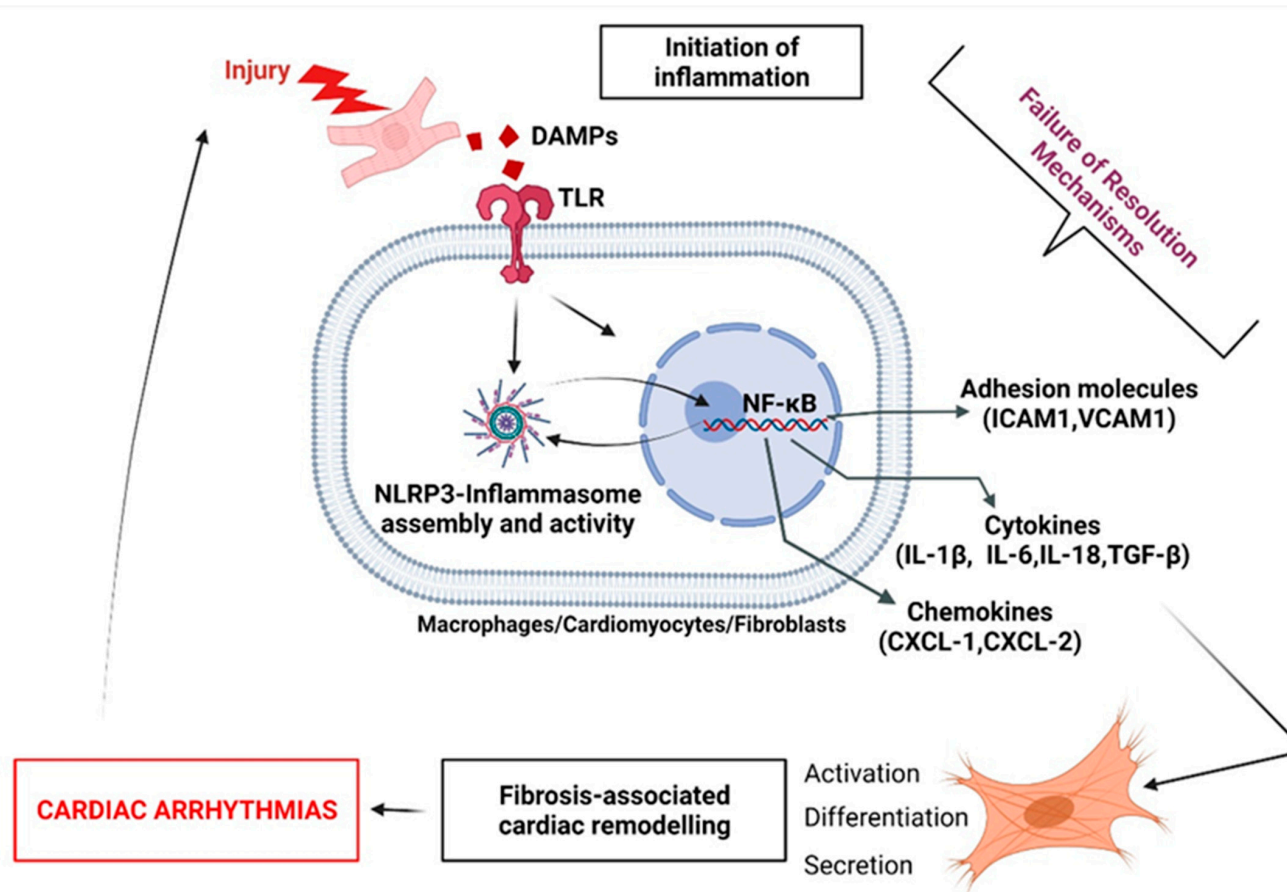 Initiation of
inflammation
Injury
DAMPs
TLR
Failure of Resolution
Mechanisms
NF-κB
Adhesion molecules
(ICAM1,VCAM1)
NLRP3-Inflammasome
assembly and activity
Cytokines
(IL-1β, IL-6,IL-18,TGF-β)
Chemokines
(CXCL-1,CXCL-2)
Macrophages/Cardiomyocytes/Fibroblasts
CARDIAC ARRHYTHMIAS
Fibrosis-associated
cardiac remodelling
Activation
Differentiation
Secretion